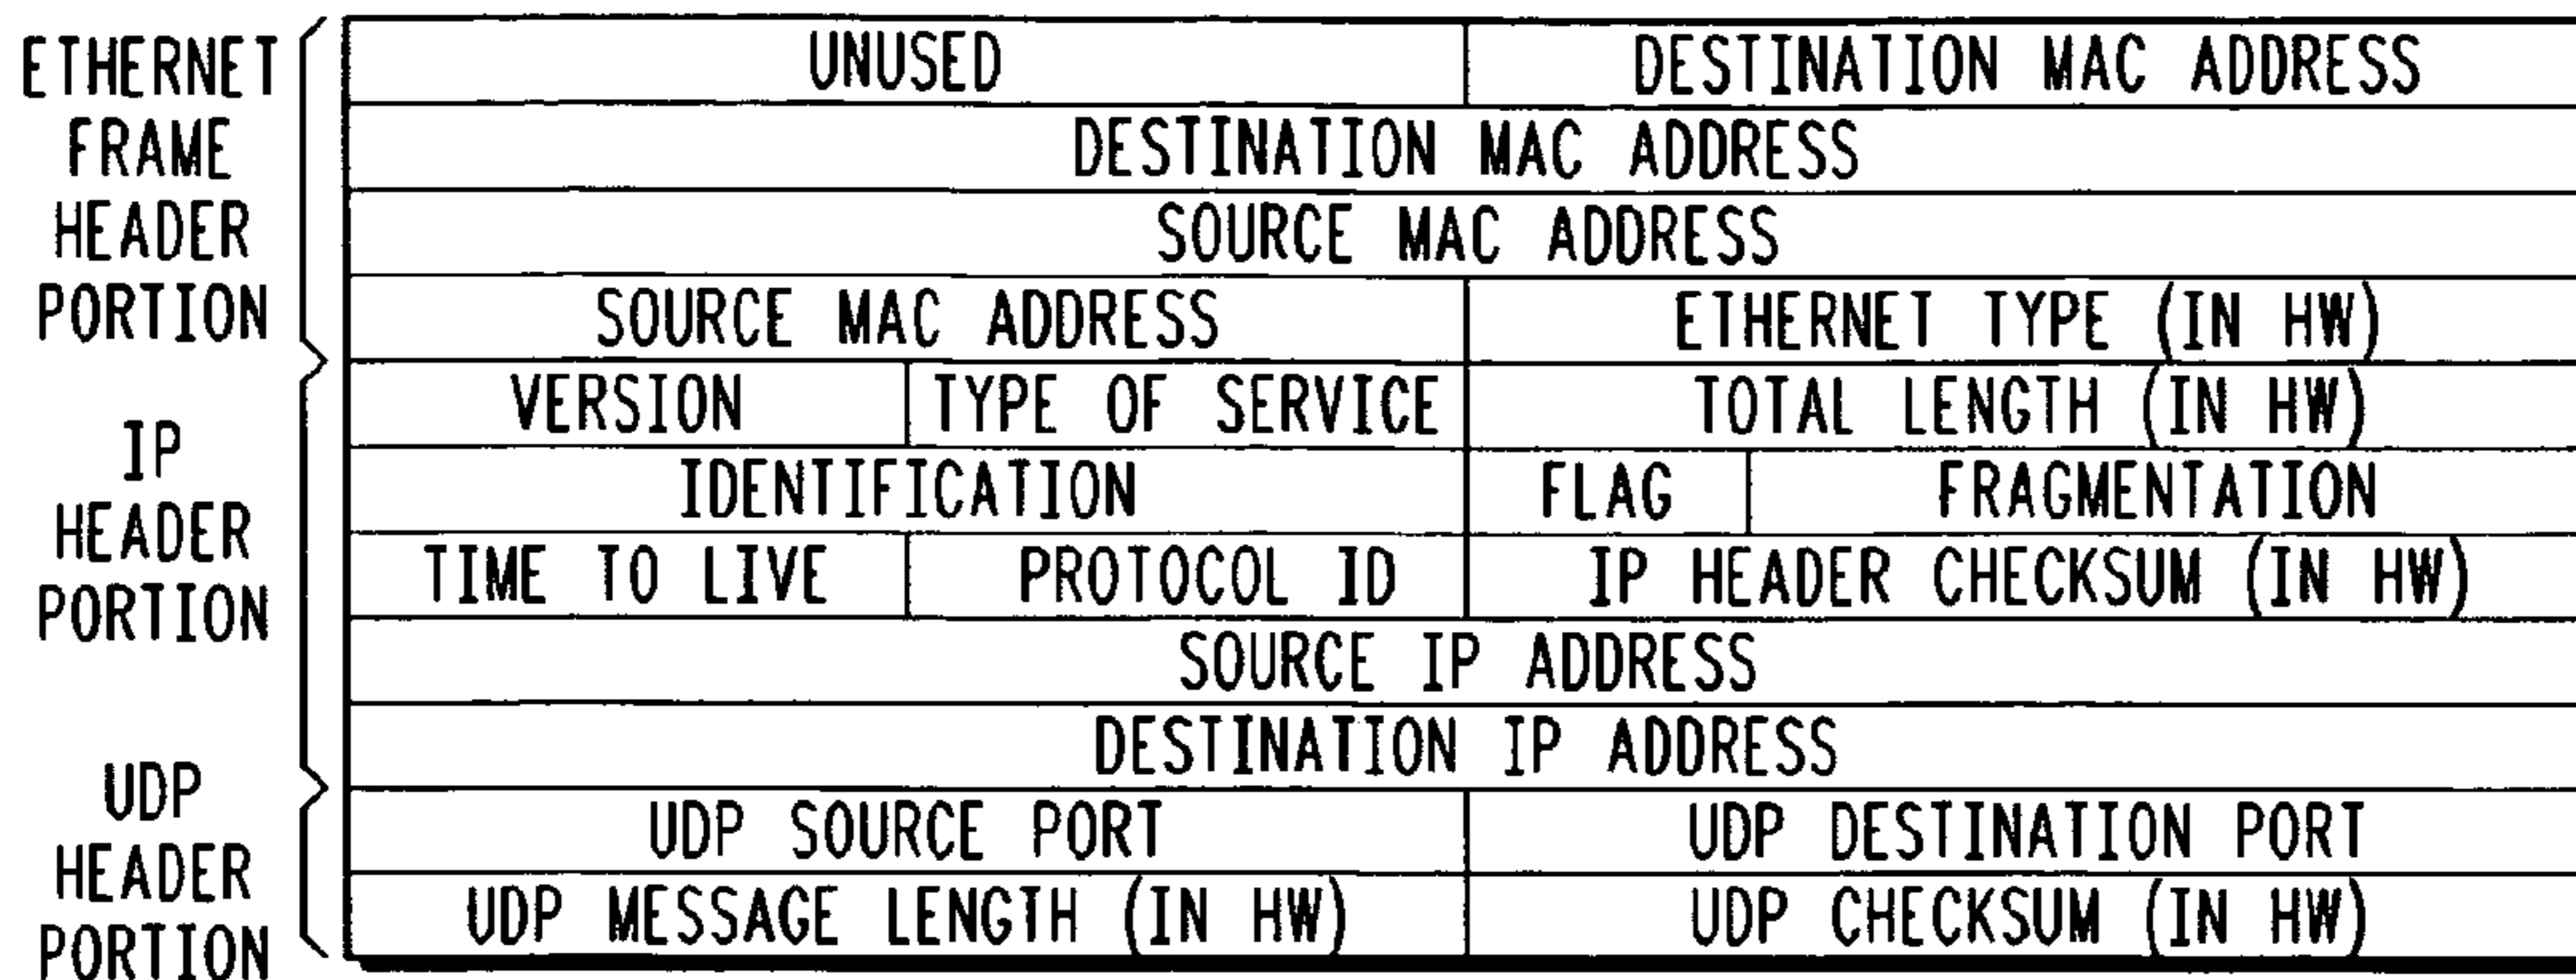 ETHERNET
FRAME
HEADER
PORTION
UNUSED DESTINATION MAC ADDRESS
DESTINATION MAC ADDRESS
SOURCE MAC ADDRESS
SOURCE MAC ADDRESS ETHERNET TYPE (IN HW)
IP
HEADER
PORTION
VERSION TYPE OF SERVICE TOTAL LENGTH (IN HW)
IDENTIFICATION FLAG FRAGMENTATION
TIME TO LIVE PROTOCOL ID IP HEADER CHECKSUM (IN HW)
SOURCE IP ADDRESS
DESTINATION IP ADDRESS
UDP
HEADER
PORTION
UDP SOURCE PORT UDP DESTINATION PORT
UDP MESSAGE LENGTH (IN HW) UDP CHECKSUM (IN HW)